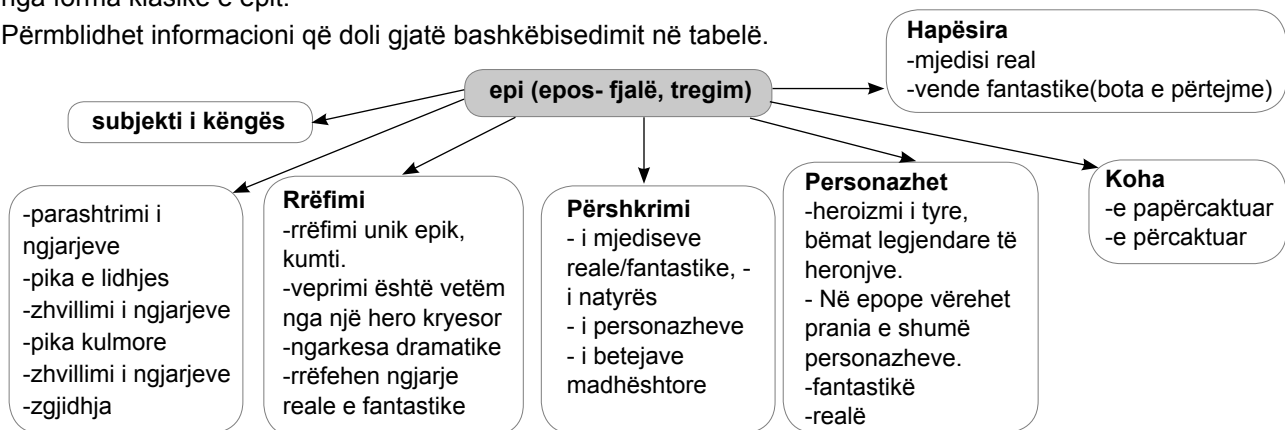 nga forma klasike e epit.
Përmblidhet informacioni që doli gjatë bashkëbisedimit në tabelë.
Hapësira
-mjedisi real
-vende fantastike(bota e përtejme)
epi (epos- fjalë, tregim)
subjekti i këngës
-parashtrimi i
ngjarjeve
-pika e lidhjes
-zhvillimi i ngjarjeve
-pika kulmore
-zhvillimi i ngjarjeve
-zgjidhja
Rrëfimi
-rrëfimi unik epik,
kumti.
-veprimi është vetëm
nga një hero kryesor
-ngarkesa dramatike
-rrëfehen ngjarje
reale e fantastike
Përshkrimi
- i mjediseve
reale/fantastike, -
i natyrës
- i personazheve
- i betejave
madhështore
Personazhet
-heroizmi i tyre,
bëmat legjendare të
heronjve.
- Në epope vërehet
prania e shumë
personazheve.
-fantastikë
-realë
Koha
-e papërcaktuar
-e përcaktuar